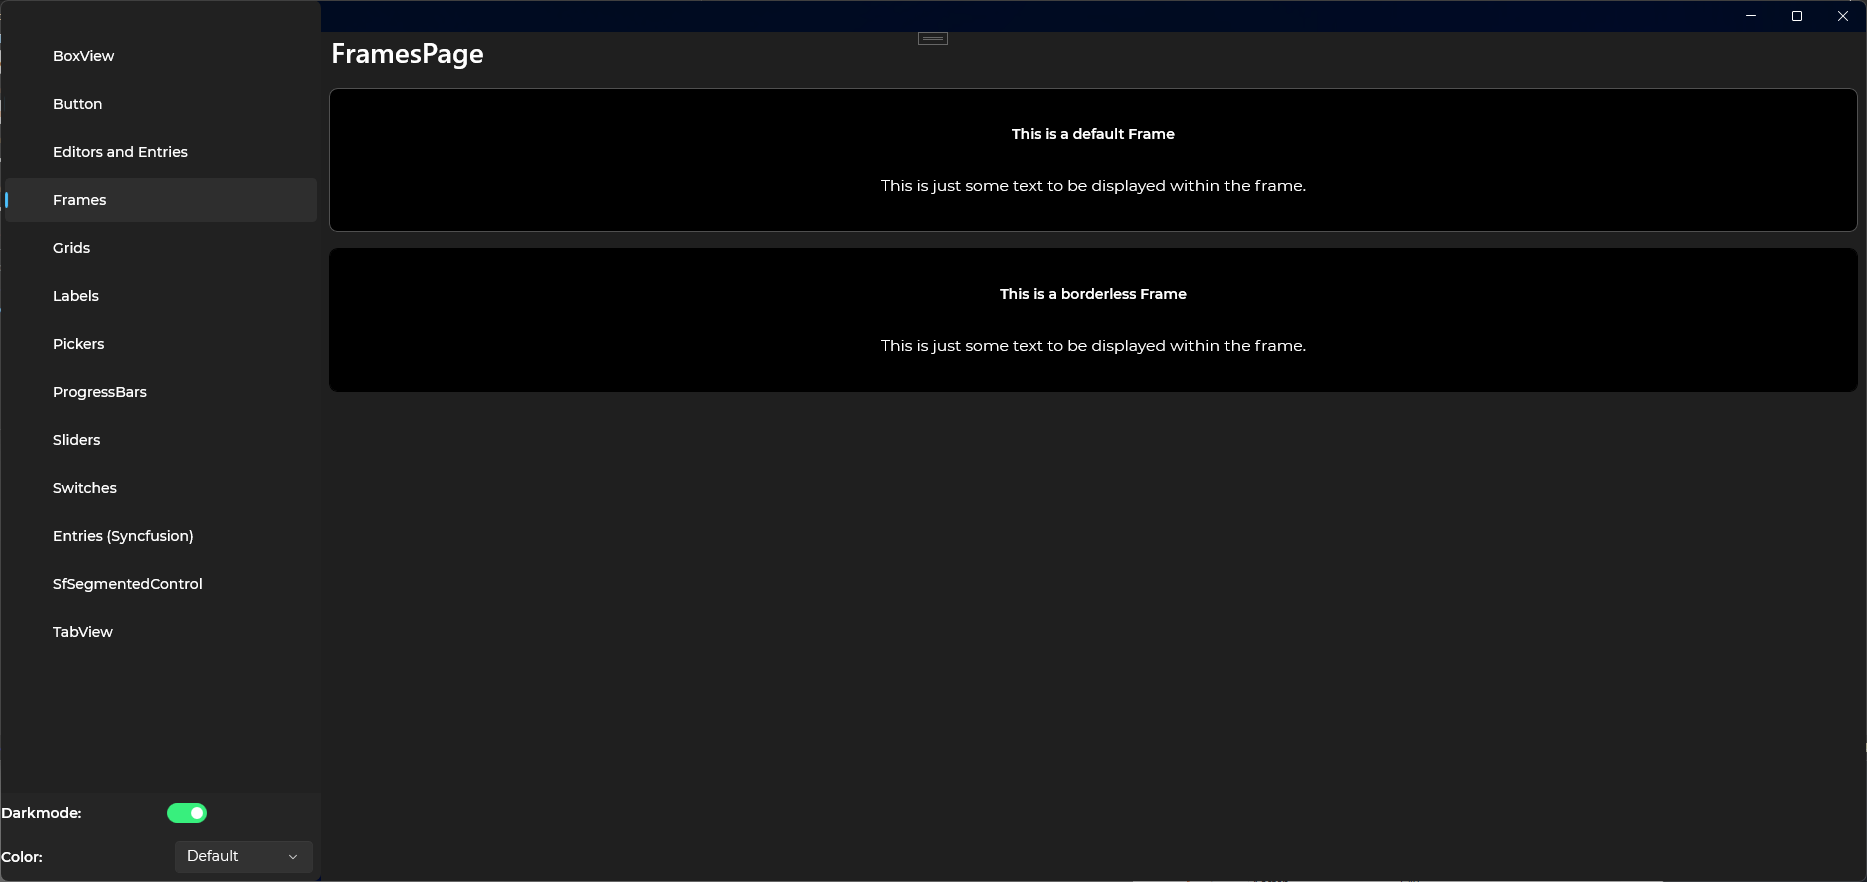 BoxView
Button
Editors and Entries
Frames
Grids
Labels
Pickers
ProgressBars
Sliders
Switches
Entries (Syncfusion)
SfSegmentedControl
TabView
Darkmode:
Color:
Default
FramesPage
This is a default Frame
This is just some text to be displayed within the frame.
This is a borderless Frame
This is just some text to be displayed within the frame.